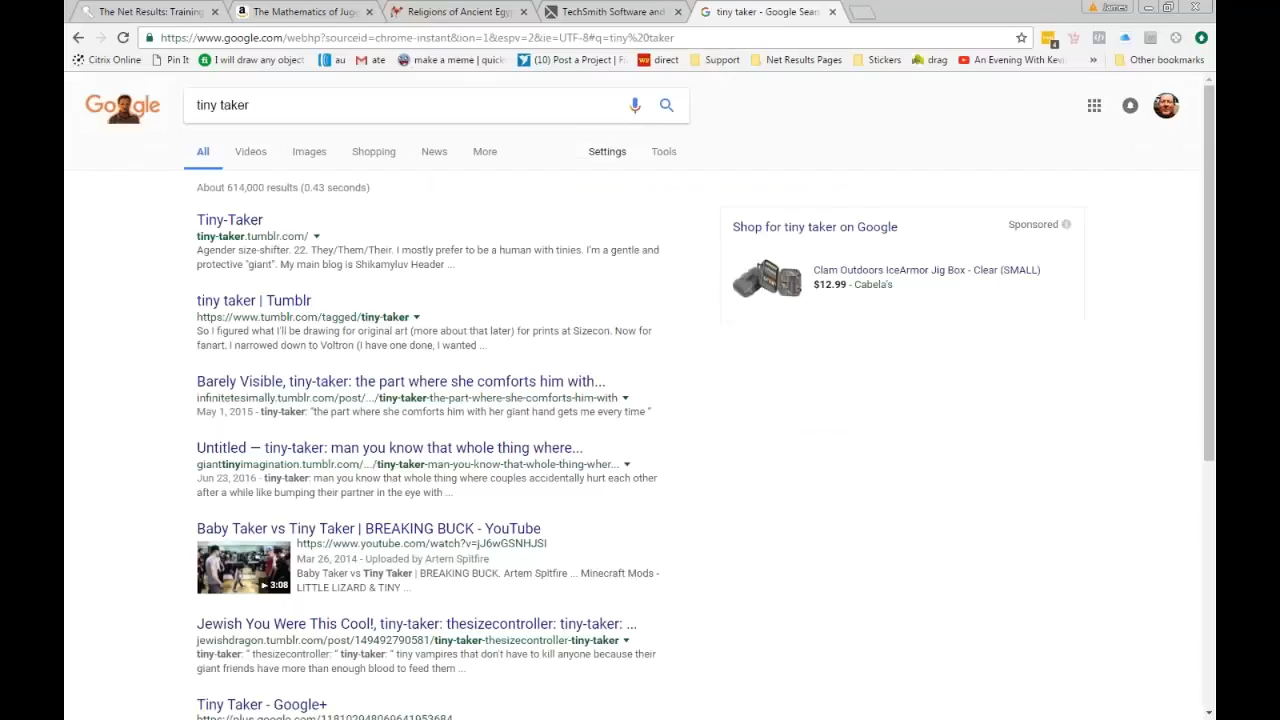 The Net Results: Training
The Mathematics of Jug
Religions of Ancient Egy
TechSmith Software and
tiny taker - Google Sear
James
https://www.google.com/webhp?sourceid=chrome-instant&ion=1&espv=2&ie=UTF-8#q=tiny%20taker
Citrix Online
Pin It
I will draw any object
au
ate
make a meme | quick
(10) Post a Project | Fr
direct
Support
Net Results Pages
Stickers
drag
An Evening With Kevi
»
Other bookmarks
Google
tiny taker
All
Videos
Images
Shopping
News
More
Settings
Tools
About 614,000 results (0.43 seconds)
Tiny-Taker
tiny-taker.tumblr.com/
Agender size-shifter. 22. They/Them/Their. I mostly prefer to be a human with tinies. I'm a gentle and
protective "giant". My main blog is Shikamyluv Header ...
tiny taker | Tumblr
https://www.tumblr.com/tagged/tiny-taker
So I figured what I'll be drawing for original art (more about that later) for prints at Sizecon. Now for
fanart. I narrowed down to Voltron (I have one done, I wanted ...
Barely Visible, tiny-taker: the part where she comforts him with...
infinitetesimally.tumblr.com/post/.../tiny-taker-the-part-where-she-comforts-him-with
May 1, 2015 - tiny-taker: “the part where she comforts him with her giant hand gets me every time ”
Untitled — tiny-taker: man you know that whole thing where...
gianttinyimagination.tumblr.com/.../tiny-taker-man-you-know-that-whole-thing-wher...
Jun 23, 2016 - tiny-taker: man you know that whole thing where couples accidentally hurt each other
after a while like bumping their partner in the eye with ...
Baby Taker vs Tiny Taker | BREAKING BUCK - YouTube
https://www.youtube.com/watch?v=jJ6wGSNHJSI
Mar 26, 2014 - Uploaded by Artem Spitfire
Baby Taker vs Tiny Taker | BREAKING BUCK. Artem Spitfire ... Minecraft Mods -
LITTLE LIZARD & TINY ...
3:08
Jewish You Were This Cool!, tiny-taker: thesizecontroller: tiny-taker: ...
jewishdragon.tumblr.com/post/149492790581/tiny-taker-thesizecontroller-tiny-taker
tiny-taker: “ thesizecontroller: “ tiny-taker: “ tiny vampires that don't have to kill anyone because their
giant friends have more than enough blood to feed them ...
Tiny Taker - Google+
https://plus.google.com/118102948069641953684
Shop for tiny taker on Google
Sponsored
Clam Outdoors IceArmor Jig Box - Clear (SMALL)
$12.99 - Cabela's